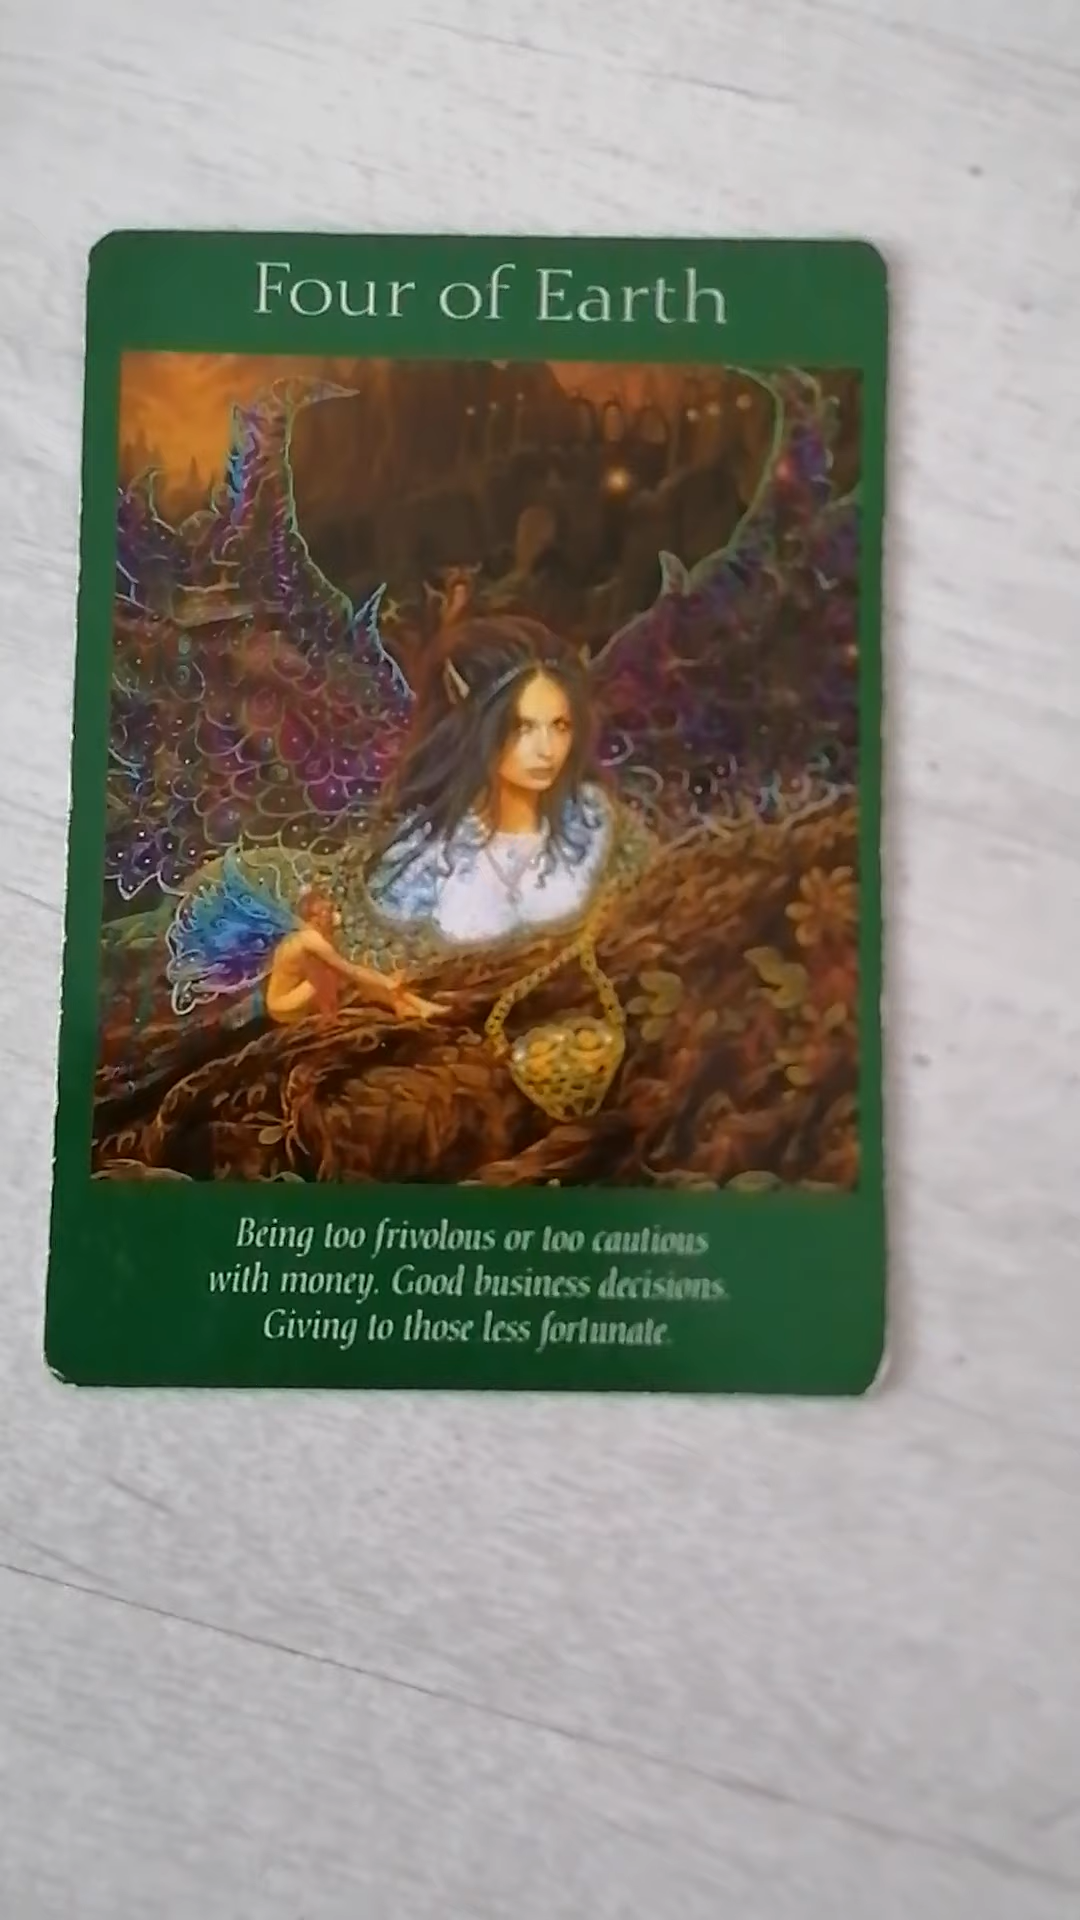 Four of Earth
Being too frivolous or too cautious
with money. Good business decisions.
Giving to those less fortunate.